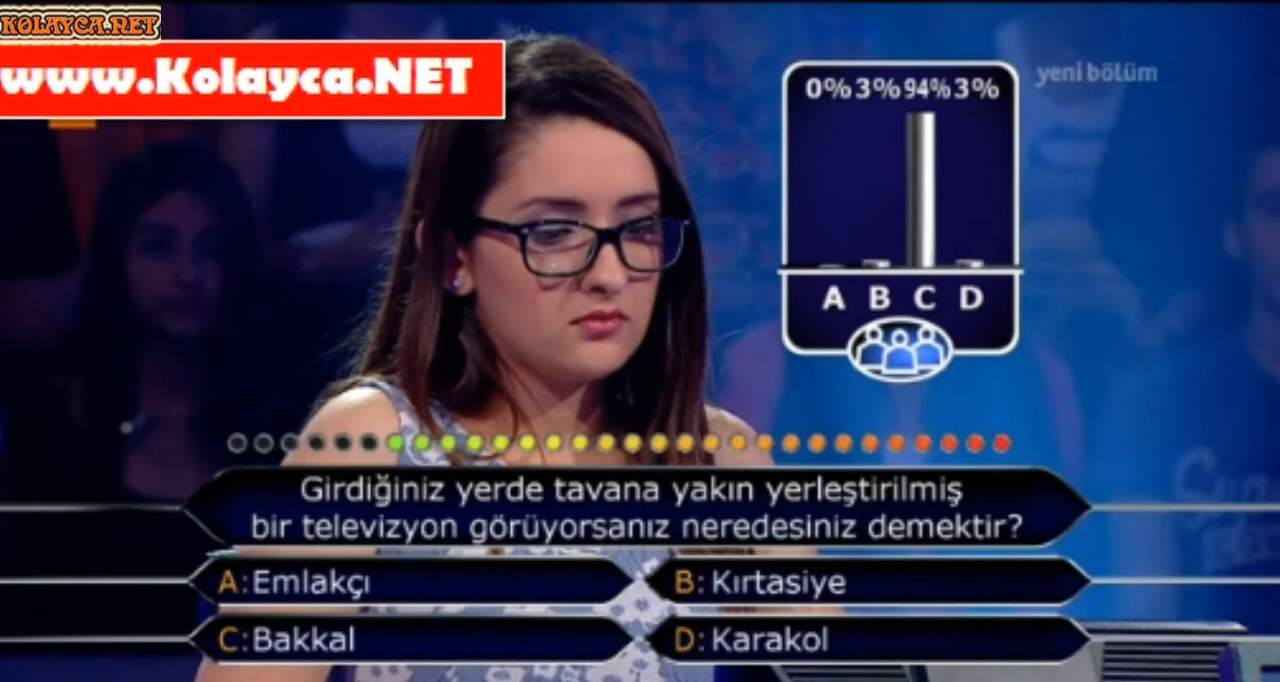 KOLAYCA.NET
www.Kolayca.NET
yeni bölüm
0% 3% 94% 3%
A B C D
Girdiğiniz yerde tavana yakın yerleştirilmiş
bir televizyon görüyorsanız neredesiniz demektir?
A: Emlakçı
B: Kırtasiye
C: Bakkal
D: Karakol